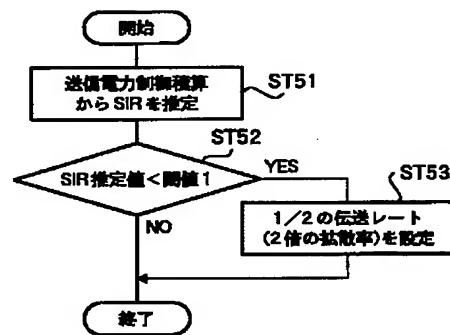 開始
送信電力制御積算
からSIRを推定
ST51
ST52
SIR推定値<閾値1
YES
ST53
NO
1/2の伝送レート
(2倍の拡散率)を設定
終了